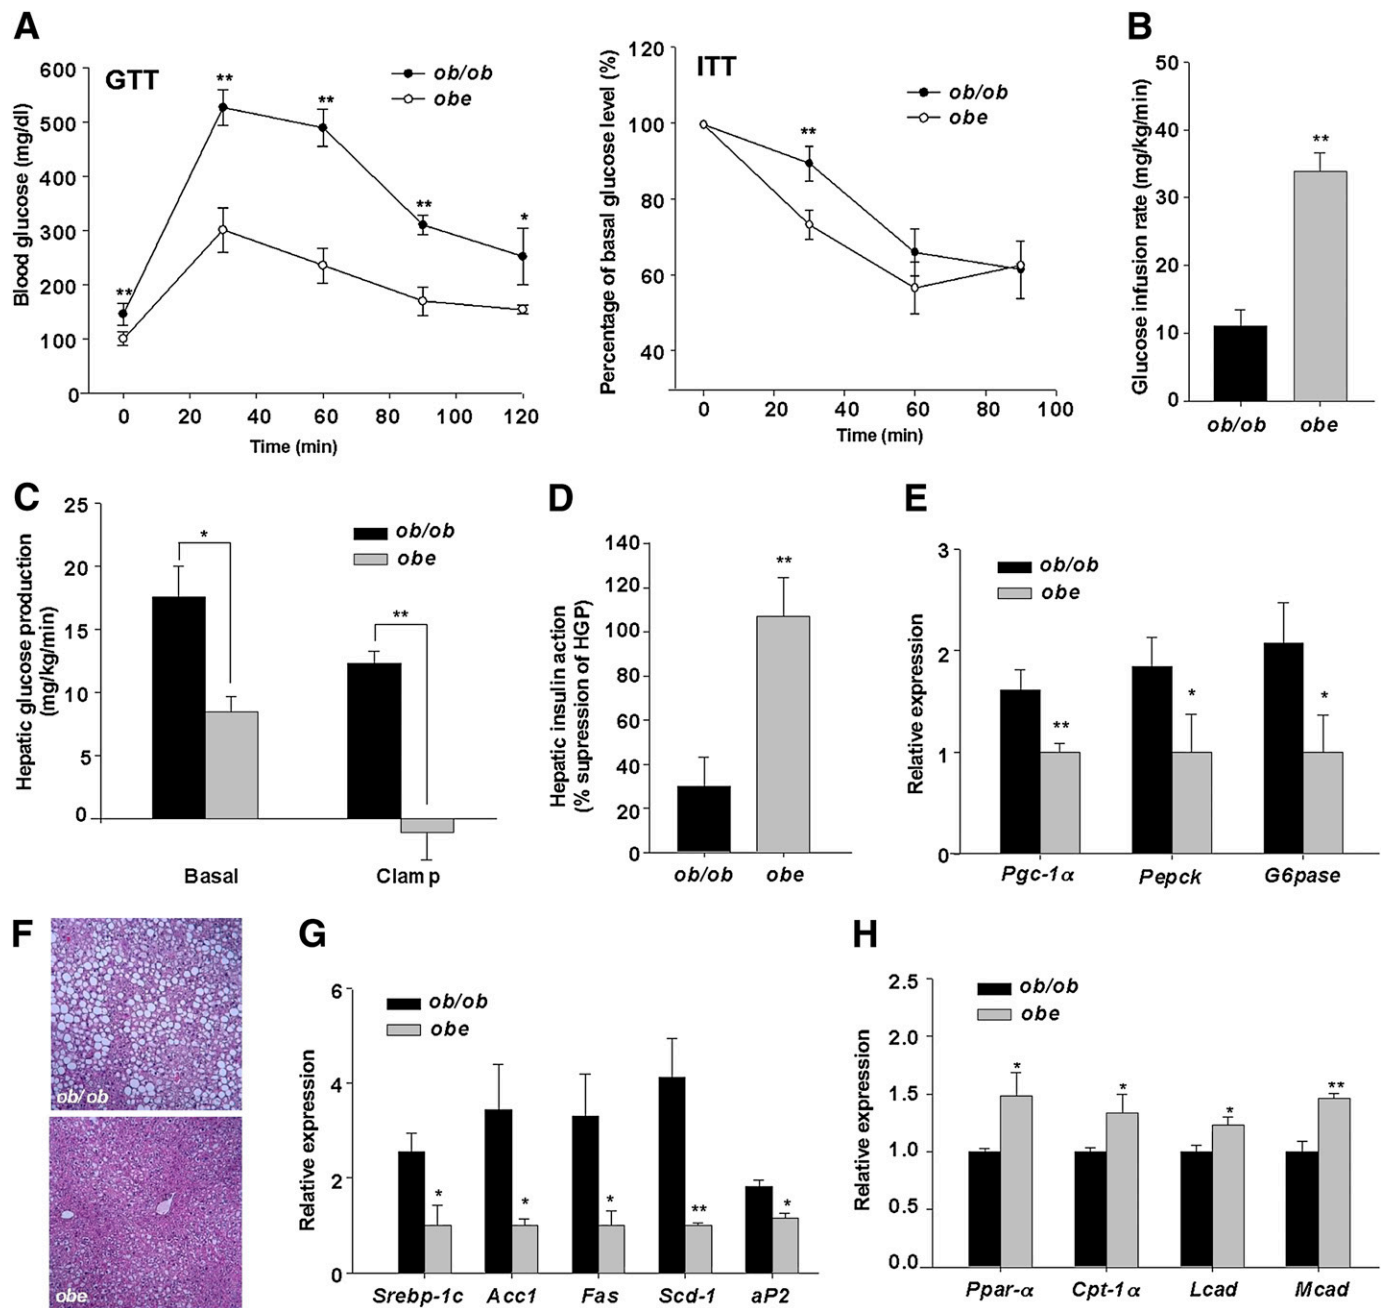 A
GTT
ob/ob
obe
Blood glucose (mg/dl)
600
500
400
300
200
100
0
**
**
**
**
*
0 20 40 60 80 100 120
Time (min)
ITT
ob/ob
obe
Percentage of basal glucose level (%)
120
100
80
60
40
**
0 20 40 60 80 100
Time (min)
B
Glucose infusion rate (mg/kg/min)
50
40
30
20
10
0
**
ob/ob obe
C
Hepatic glucose production
(mg/kg/min)
25
20
15
10
5
0
ob/ob
obe
*
**
Basal Clamp
D
Hepatic insulin action
(% supression of HGP)
140
120
100
80
60
40
20
0
**
ob/ob obe
E
Relative expression
3
2
1
0
ob/ob
obe
**
*
*
Pgc-1α Pepck G6pase
F
ob/ob
obe
G
Relative expression
6
4
2
0
ob/ob
obe
*
*
*
**
*
Srebp-1c Acc1 Fas Scd-1 aP2
H
Relative expression
2.5
2.0
1.5
1.0
0.5
0.0
ob/ob
obe
*
*
*
**
Ppar-α Cpt-1α Lcad Mcad